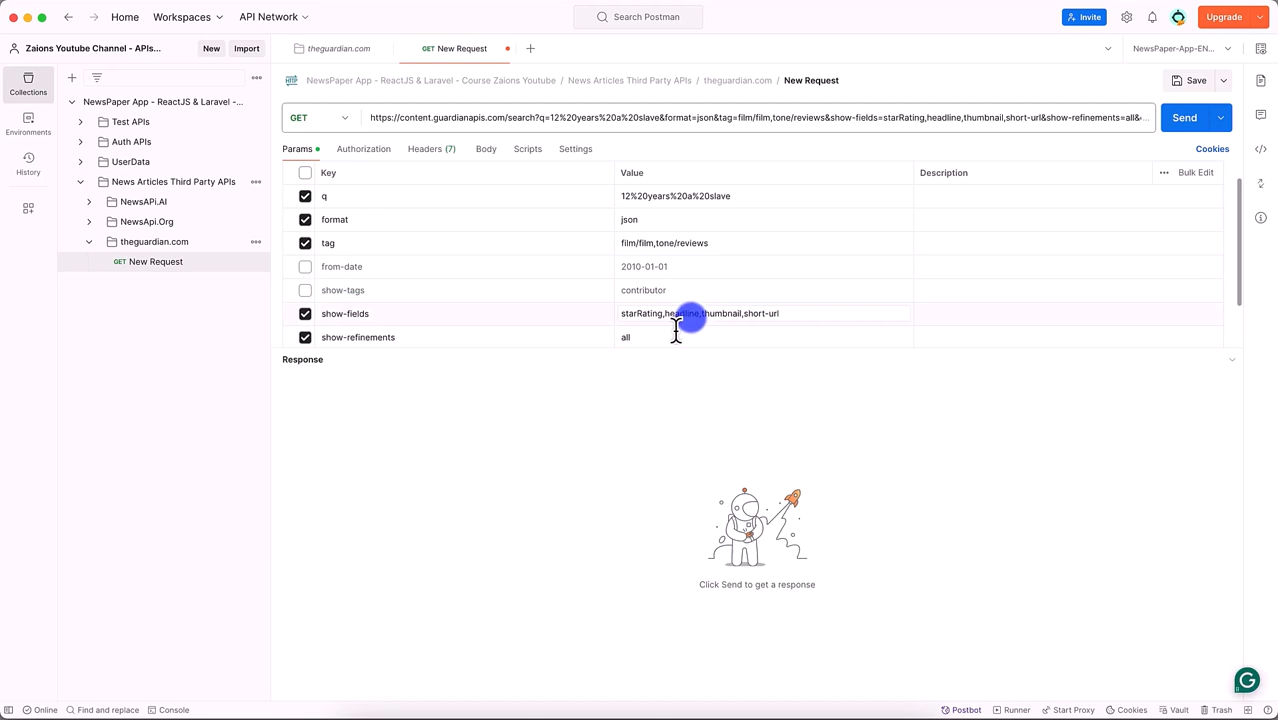 Home
Workspaces
API Network
Search Postman
Invite
Upgrade
Zaions Youtube Channel - APIs...
New
Import
theguardian.com
GET New Request
NewsPaper-App-EN...
Collections
Environments
History
NewsPaper App - ReactJS & Laravel -...
Test APIs
Auth APIs
UserData
News Articles Third Party APIs
NewsAPI.AI
NewsApi.Org
theguardian.com
GET New Request
HTTP
NewsPaper App - ReactJS & Laravel - Course Zaions Youtube / News Articles Third Party APIs / theguardian.com / New Request
Save
GET
https://content.guardianapis.com/search?q=12%20years%20a%20slave&format=json&tag=film/film,tone/reviews&show-fields=starRating,headline,thumbnail,short-url&show-refinements=all&...
Send
Params
Authorization
Headers (7)
Body
Scripts
Settings
Cookies
Key
Value
Description
Bulk Edit
q
12%20years%20a%20slave
format
json
tag
film/film,tone/reviews
from-date
2010-01-01
show-tags
contributor
show-fields
starRating,headline,thumbnail,short-url
show-refinements
all
Response
Click Send to get a response
Online
Find and replace
Console
Postbot
Runner
Start Proxy
Cookies
Vault
Trash